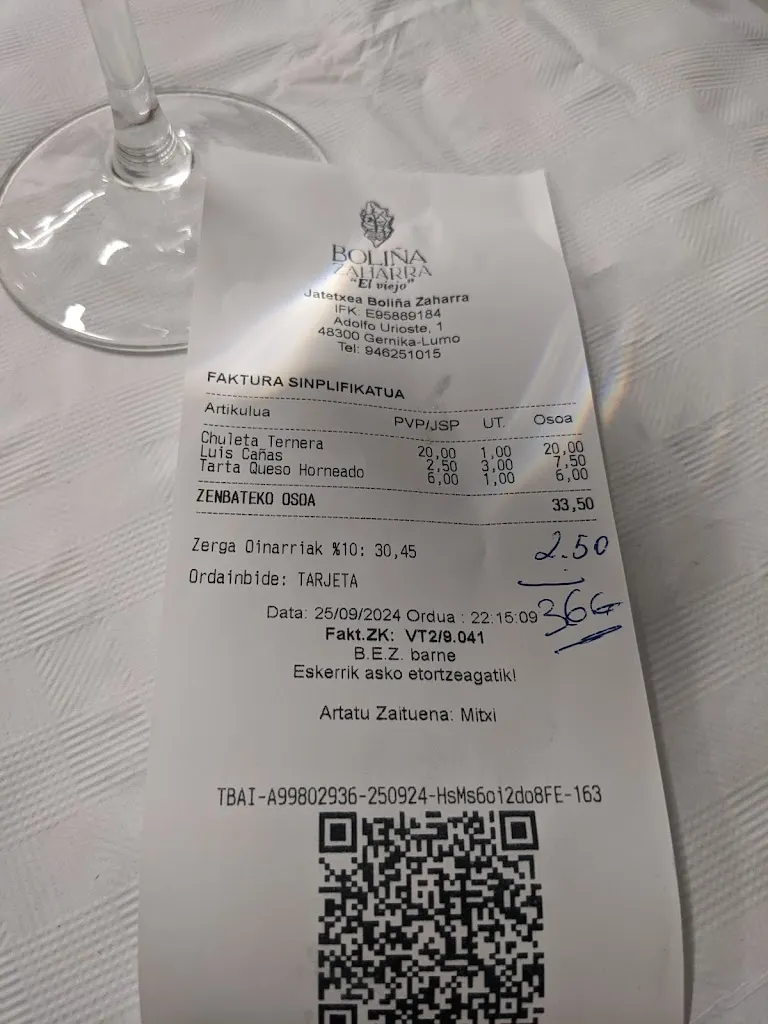 BOLIÑA
ZAHARRA
"El viejo"
Jatetxea Boliña Zaharra
IFK: E95889184
Adolfo Urioste, 1
48300 Gernika-Lumo
Tel: 946251015
FAKTURA SINPLIFIKATUA
Artikulua PVP/JSP UT. Osoa
Chuleta Ternera 20,00 1,00 20,00
Luis Cañas 2,50 3,00 7,50
Tarta Queso Horneado 6,00 1,00 6,00
ZENBATEKO OSOA 33,50
2.50
Zerga Oinarriak %10: 30,45
Ordainbide: TARJETA
36€
Data: 25/09/2024 Ordua : 22:15:09
Fakt.ZK: VT2/9.041
B.E.Z. barne
Eskerrik asko etortzeagatik!
Artatu Zaituena: Mitxi
TBAI-A99802936-250924-HsMs6oi2do8FE-163